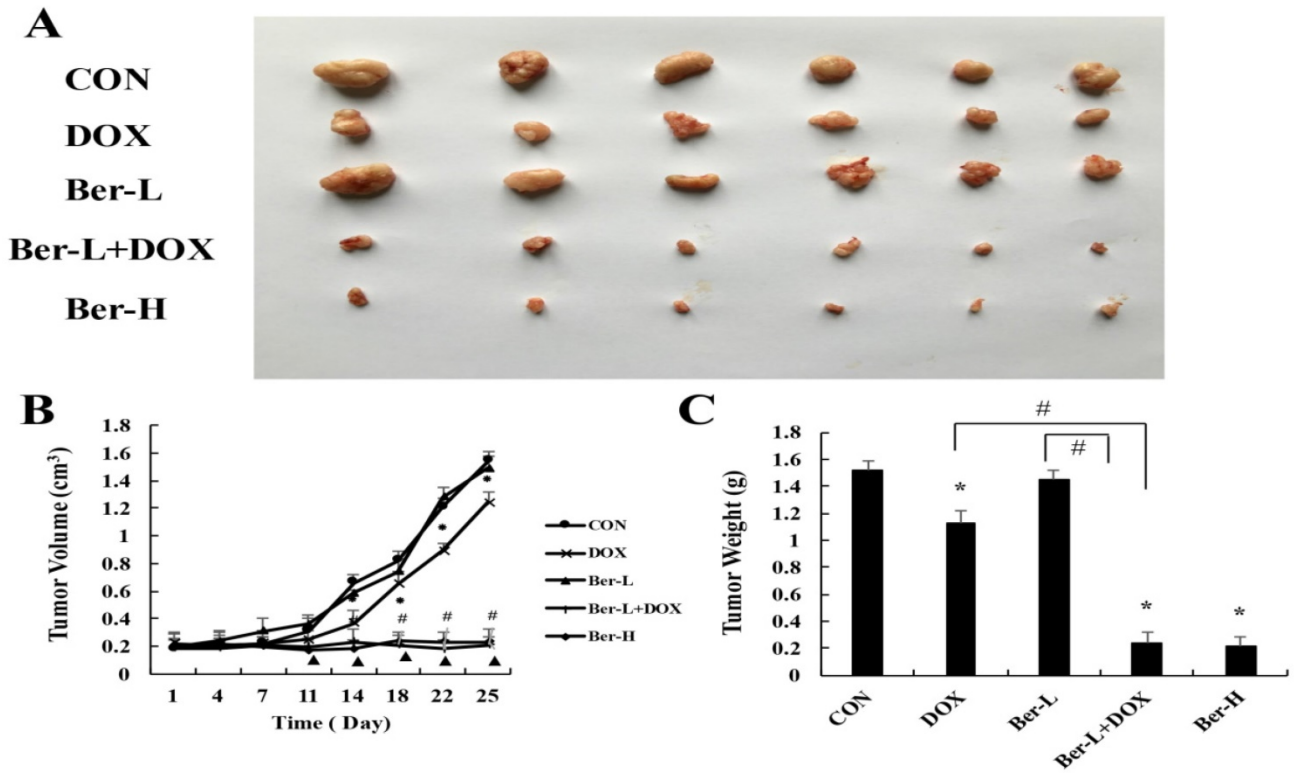 A
CON
DOX
Ber-L
Ber-L+DOX
Ber-H
B
Tumor Volume (cm³)
1.8
1.6
1.4
1.2
1
0.8
0.6
0.4
0.2
0
* 
*
*
*
# # #
1 4 7 11 14 18 22 25
Time ( Day)
CON
DOX
Ber-L
Ber-L+DOX
Ber-H
C
Tumor Weight (g)
1.8
1.6
1.4
1.2
1
0.8
0.6
0.4
0.2
0
#
#
* * *
CON DOX Ber-L Ber-L+DOX Ber-H